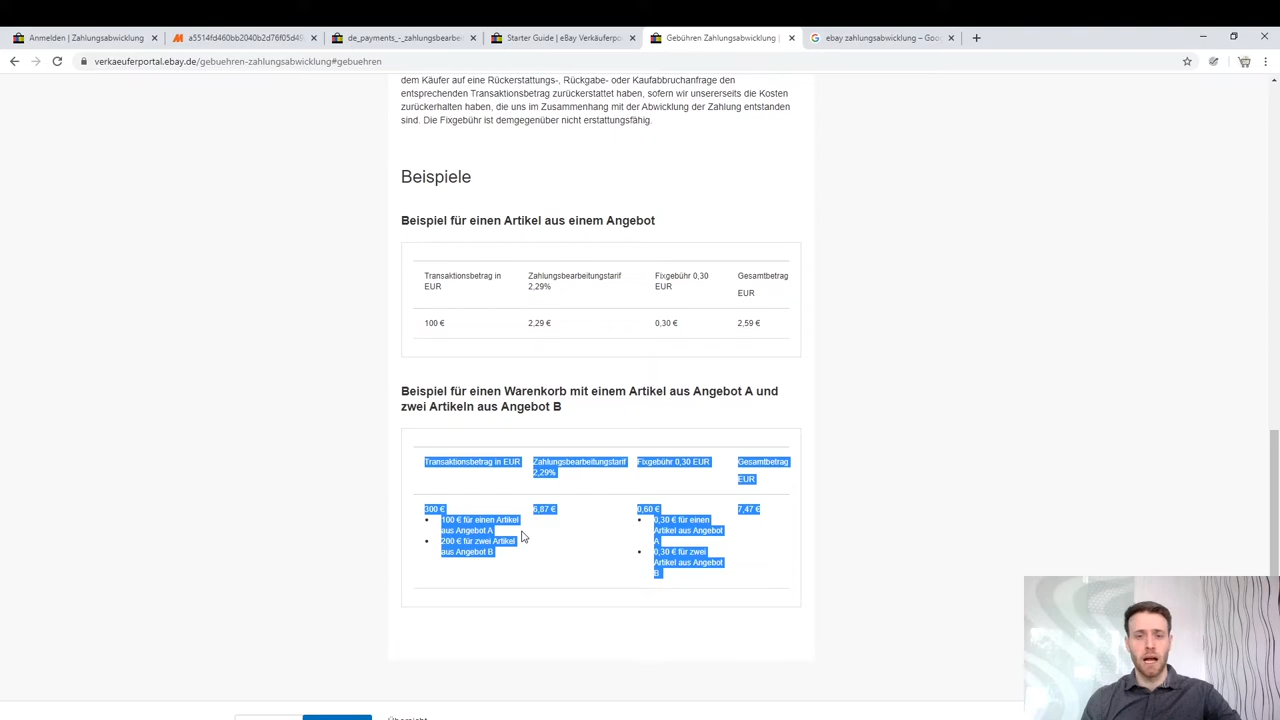 Anmelden | Zahlungsabwicklung
a5514fd460bb2040b2d76f05d49
de_payments_-_zahlungsbearbei
Starter Guide | eBay Verkäuferpo
Gebühren Zahlungsabwicklung |
ebay zahlungsabwicklung – Goo
verkaeuferportal.ebay.de/gebuehren-zahlungsabwicklung#gebuehren
dem Käufer auf eine Rückerstattungs-, Rückgabe- oder Kaufabbruchanfrage den
entsprechenden Transaktionsbetrag zurückerstattet haben, sofern wir unsererseits die Kosten
zurückerhalten haben, die uns im Zusammenhang mit der Abwicklung der Zahlung entstanden
sind. Die Fixgebühr ist demgegenüber nicht erstattungsfähig.
Beispiele
Beispiel für einen Artikel aus einem Angebot
Transaktionsbetrag in
EUR
Zahlungsbearbeitungstarif
2,29%
Fixgebühr 0,30
EUR
Gesamtbetrag
EUR
100 €
2,29 €
0,30 €
2,59 €
Beispiel für einen Warenkorb mit einem Artikel aus Angebot A und
zwei Artikeln aus Angebot B
Transaktionsbetrag in EUR
Zahlungsbearbeitungstarif
2,29%
Fixgebühr 0,30 EUR
Gesamtbetrag
EUR
300 €
• 100 € für einen Artikel
aus Angebot A
• 200 € für zwei Artikel
aus Angebot B
6,87 €
0,60 €
• 0,30 € für einen
Artikel aus Angebot
A
• 0,30 € für zwei
Artikel aus Angebot
B
7,47 €
Übersicht